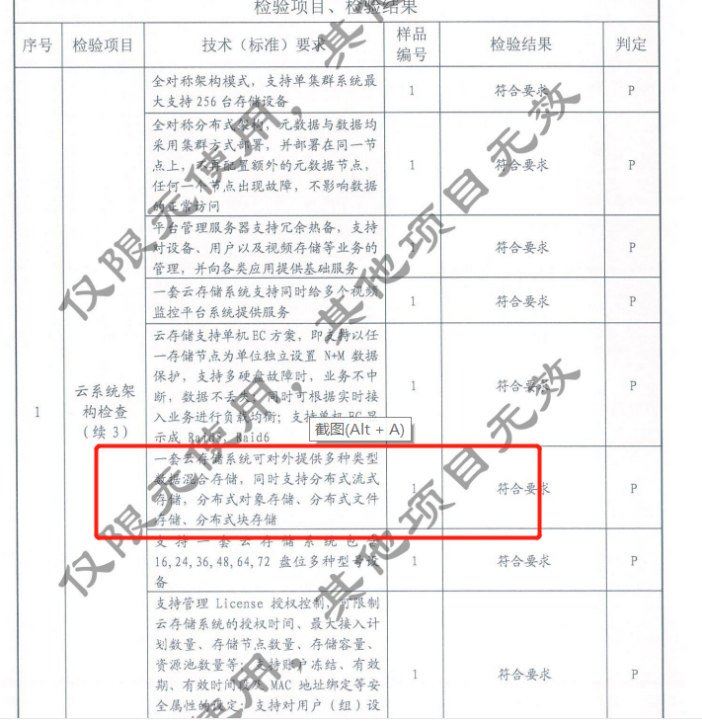 检验项目、检验结果
序号 检验项目 技术（标准）要求 样品编号 检验结果 判定
1
云系统架
构检查
（续 3）
全对称架构模式，支持单集群系统最
大支持 256 台存储设备
1 符合要求 P
全对称分布式架构，元数据与数据均
采用集群方式部署，并部署在同一节
点上，不再配置额外的元数据节点，
任何一个节点出现故障，不影响数据
的正常访问
1 符合要求 P
平台管理服务器支持冗余热备，支持
对设备、用户以及视频存储等业务的
管理，并向各类应用提供基础服务
1 符合要求 P
一套云存储系统支持同时给多个视频
监控平台系统提供服务
1 符合要求 P
云存储支持单机 EC 方案，即支持以任
一存储节点为单位独立设置 N+M 数据
保护，支持多硬盘故障时，业务不中
断，数据不丢失，同时可根据实时接
入业务进行负载均衡；支持单机 EC 显
示成 Raid5、Raid6
1 符合要求 P
截图(Alt + A)
一套云存储系统可对外提供多种类型
数据混合存储，同时支持分布式流式
存储，分布式对象存储、分布式文件
存储、分布式块存储
1 符合要求 P
支持一套云存储系统包含
16,24,36,48,64,72 盘位多种型号设
备
1 符合要求 P
支持管理 License 授权控制，可限制
云存储系统的授权时间、最大接入计
划数量、存储节点数量、存储容量、
资源池数量等；支持账户冻结、有效
期、有效时间段及 MAC 地址绑定等安
全属性的设定；支持对用户（组）设
1 符合要求 P
仅限天使用，其他项目无效
仅限天使用，其他项目无效